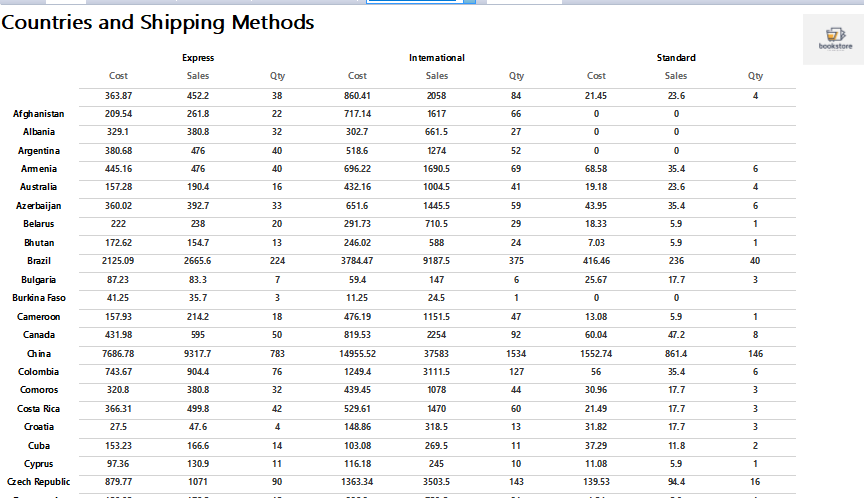 Countries and Shipping Methods
bookstore
Express International Standard
Cost Sales Qty Cost Sales Qty Cost Sales Qty
363.87 452.2 38 860.41 2058 84 21.45 23.6 4
Afghanistan 209.54 261.8 22 717.14 1617 66 0 0
Albania 329.1 380.8 32 302.7 661.5 27 0 0
Argentina 380.68 476 40 518.6 1274 52 0 0
Armenia 445.16 476 40 696.22 1690.5 69 68.58 35.4 6
Australia 157.28 190.4 16 432.16 1004.5 41 19.18 23.6 4
Azerbaijan 360.02 392.7 33 651.6 1445.5 59 43.95 35.4 6
Belarus 222 238 20 291.73 710.5 29 18.33 5.9 1
Bhutan 172.62 154.7 13 246.02 588 24 7.03 5.9 1
Brazil 2125.09 2665.6 224 3784.47 9187.5 375 416.46 236 40
Bulgaria 87.23 83.3 7 59.4 147 6 25.67 17.7 3
Burkina Faso 41.25 35.7 3 11.25 24.5 1 0 0
Cameroon 157.93 214.2 18 476.19 1151.5 47 13.08 5.9 1
Canada 431.98 595 50 819.53 2254 92 60.04 47.2 8
China 7686.78 9317.7 783 14955.52 37583 1534 1552.74 861.4 146
Colombia 743.67 904.4 76 1249.4 3111.5 127 56 35.4 6
Comoros 320.8 380.8 32 439.45 1078 44 30.96 17.7 3
Costa Rica 366.31 499.8 42 529.61 1470 60 21.49 17.7 3
Croatia 27.5 47.6 4 148.86 318.5 13 31.82 17.7 3
Cuba 153.23 166.6 14 103.08 269.5 11 37.29 11.8 2
Cyprus 97.36 130.9 11 116.18 245 10 11.08 5.9 1
Czech Republic 879.77 1071 90 1363.34 3503.5 143 139.53 94.4 16